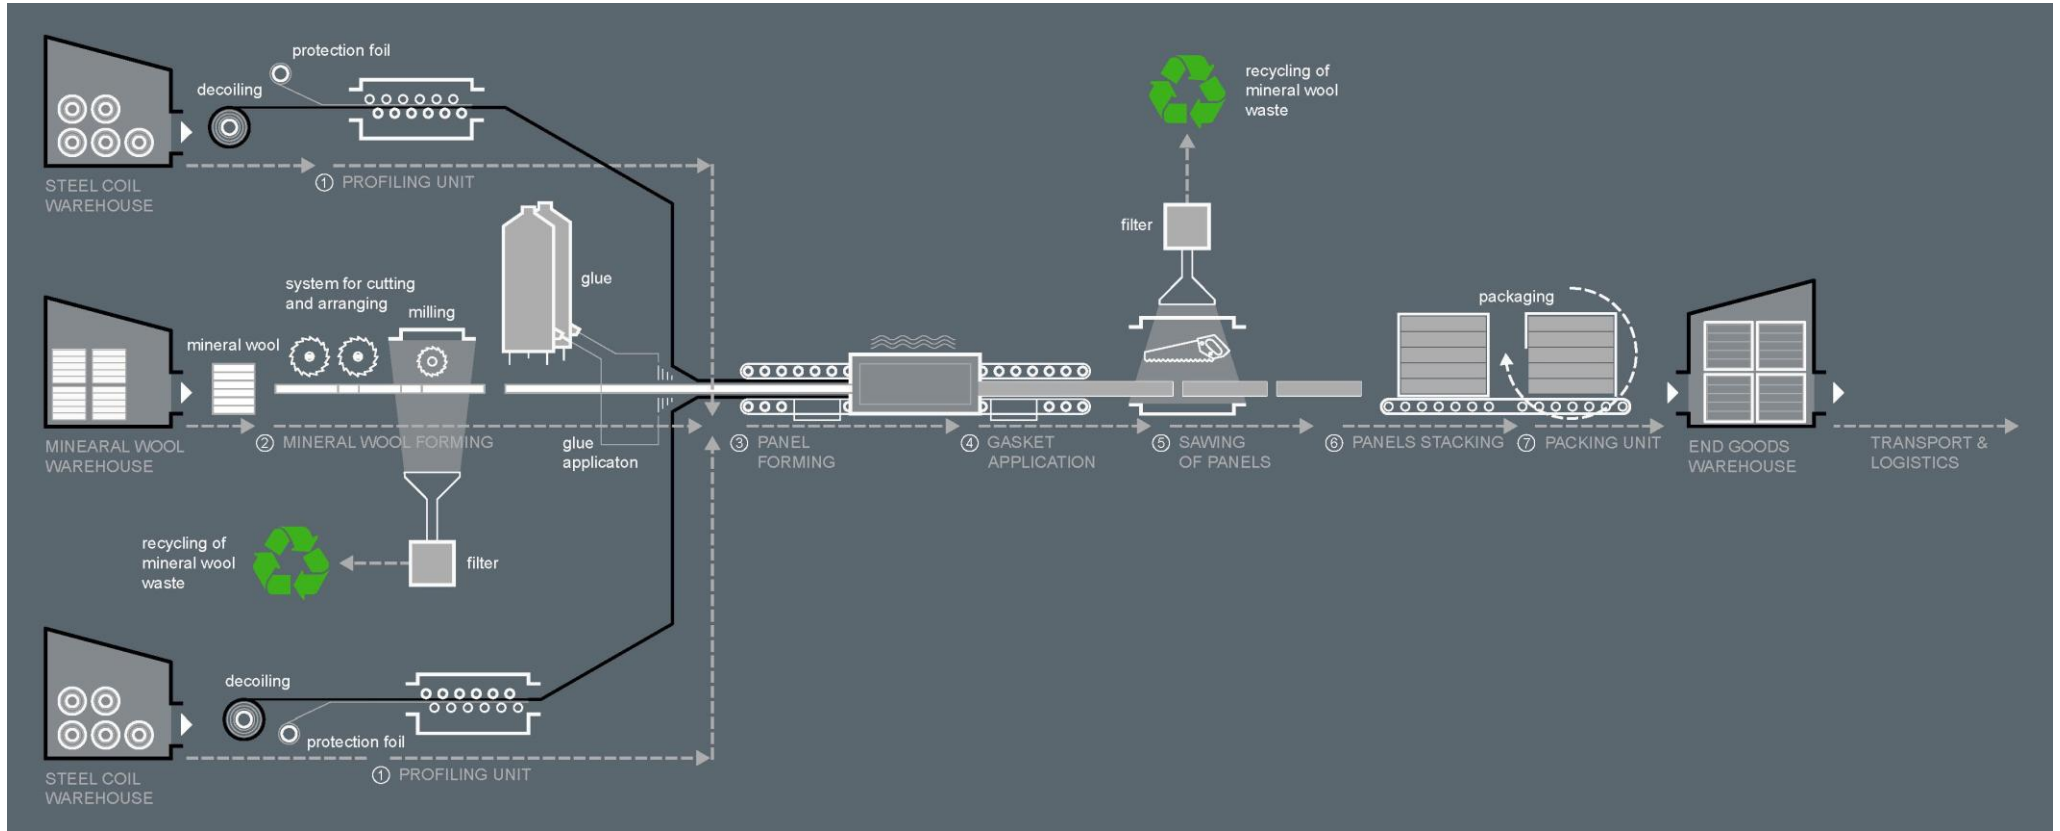 protection foil
decoiling
① PROFILING UNIT
STEEL COIL
WAREHOUSE
recycling of
mineral wool
waste
filter
system for cutting
and arranging
milling
glue
mineral wool
packaging
MINEARAL WOOL
WAREHOUSE
② MINERAL WOOL FORMING
glue
applicaton
③ PANEL
FORMING
④ GASKET
APPLICATION
⑤ SAWING
OF PANELS
⑥ PANELS STACKING
⑦ PACKING UNIT
END GOODS
WAREHOUSE
TRANSPORT &
LOGISTICS
recycling of
mineral wool
waste
filter
decoiling
protection foil
① PROFILING UNIT
STEEL COIL
WAREHOUSE